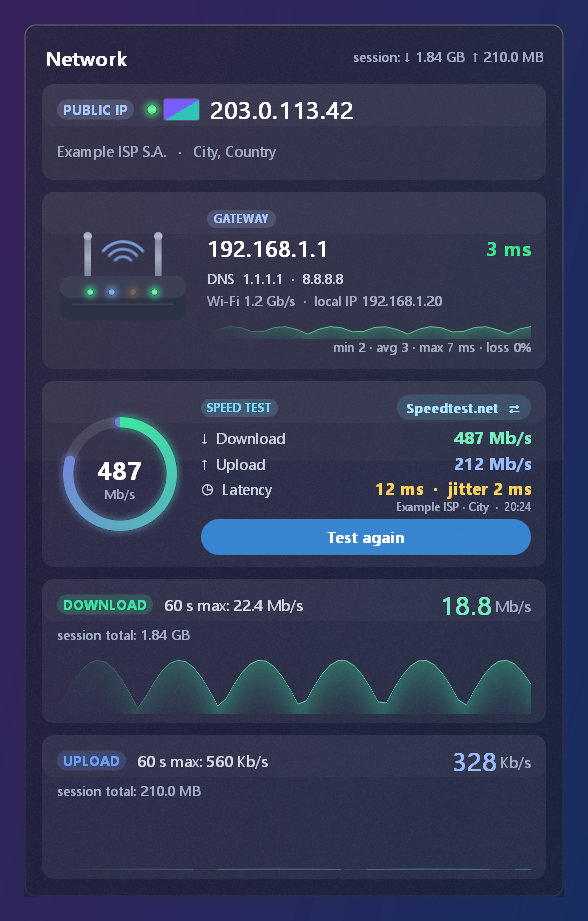 Network
session: ↓ 1.84 GB ↑ 210.0 MB
PUBLIC IP 203.0.113.42
Example ISP S.A. · City, Country
GATEWAY
192.168.1.1 3 ms
DNS 1.1.1.1 · 8.8.8.8
Wi-Fi 1.2 Gb/s · local IP 192.168.1.20
min 2 · avg 3 · max 7 ms · loss 0%
SPEED TEST Speedtest.net ⇄
487
Mb/s
↓ Download 487 Mb/s
↑ Upload 212 Mb/s
Latency 12 ms · jitter 2 ms
Example ISP · City · 20:24
Test again
DOWNLOAD 60 s max: 22.4 Mb/s 18.8 Mb/s
session total: 1.84 GB
UPLOAD 60 s max: 560 Kb/s 328 Kb/s
session total: 210.0 MB